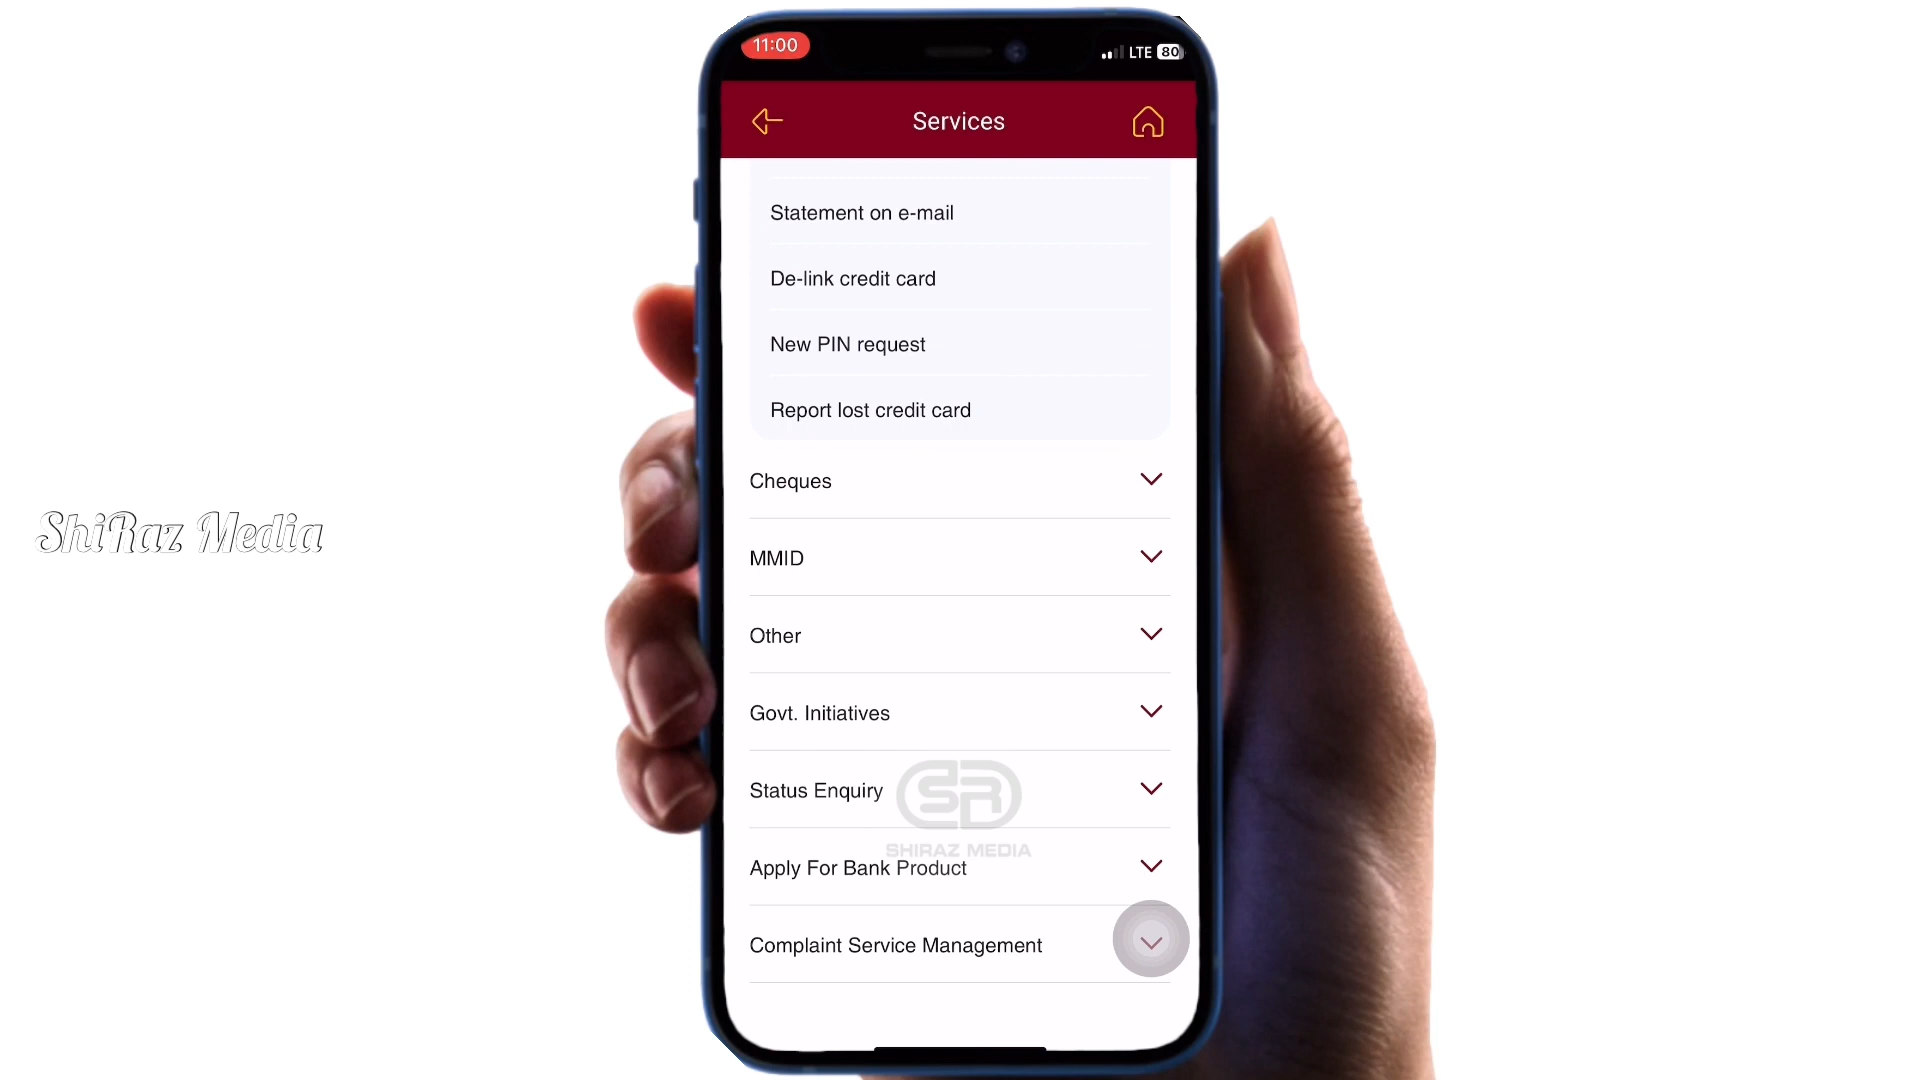 11:00
LTE 80
Services
Statement on e-mail
De-link credit card
New PIN request
Report lost credit card
Cheques
MMID
ShiRaz Media
Other
Govt. Initiatives
Status Enquiry
SR
SHIRAZ MEDIA
Apply For Bank Product
Complaint Service Management